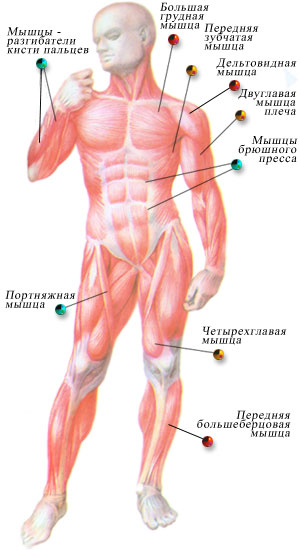 Большая
грудная
мышца
Мышцы -
разгибатели
кисти пальцев
Передняя
зубчатая
мышца
Дельтовидная
мышца
Двуглавая
мышца
плеча
Мышцы
брюшного
пресса
Портняжная
мышца
Четырехглавая
мышца
Передняя
большеберцовая
мышца